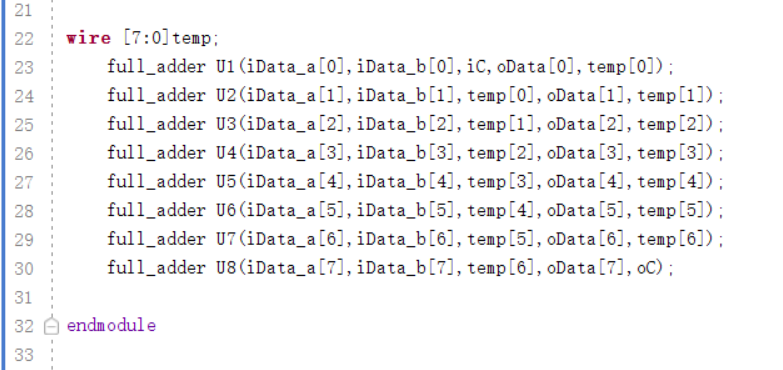 21
22 wire [7:0]temp;
23 full_adder U1(iData_a[0],iData_b[0],iC,oData[0],temp[0]);
24 full_adder U2(iData_a[1],iData_b[1],temp[0],oData[1],temp[1]);
25 full_adder U3(iData_a[2],iData_b[2],temp[1],oData[2],temp[2]);
26 full_adder U4(iData_a[3],iData_b[3],temp[2],oData[3],temp[3]);
27 full_adder U5(iData_a[4],iData_b[4],temp[3],oData[4],temp[4]);
28 full_adder U6(iData_a[5],iData_b[5],temp[4],oData[5],temp[5]);
29 full_adder U7(iData_a[6],iData_b[6],temp[5],oData[6],temp[6]);
30 full_adder U8(iData_a[7],iData_b[7],temp[6],oData[7],oC);
31
32 endmodule
33